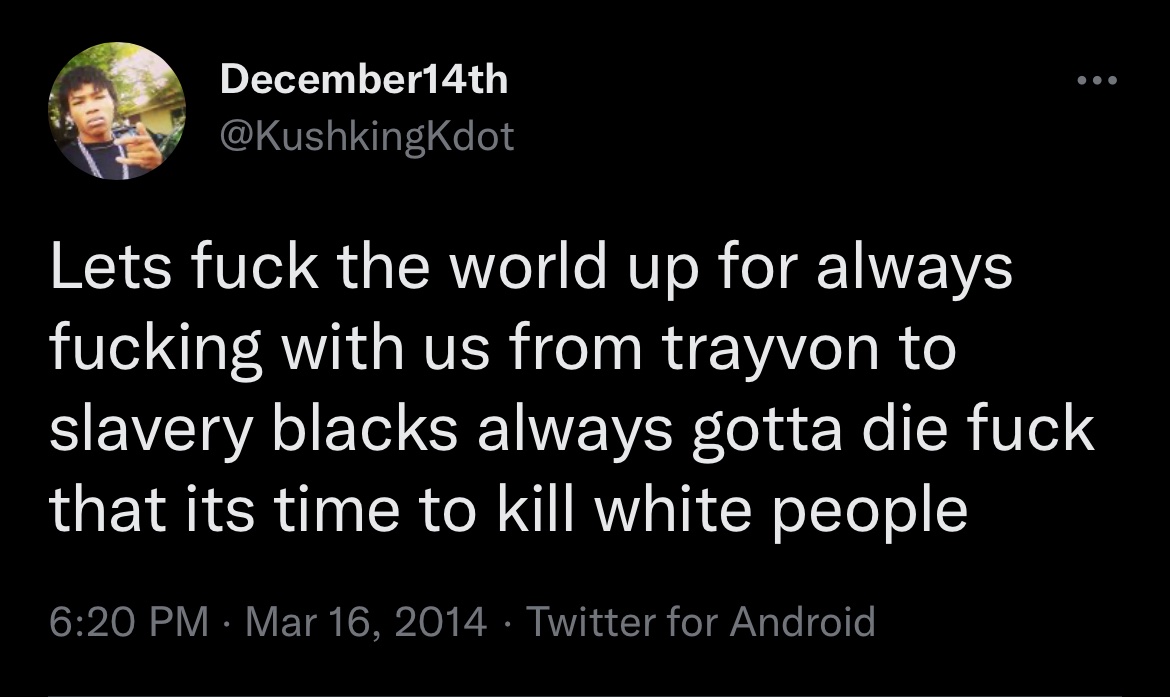 December14th
@KushkingKdot
Lets fuck the world up for always
fucking with us from trayvon to
slavery blacks always gotta die fuck
that its time to kill white people
6:20 PM · Mar 16, 2014 · Twitter for Android